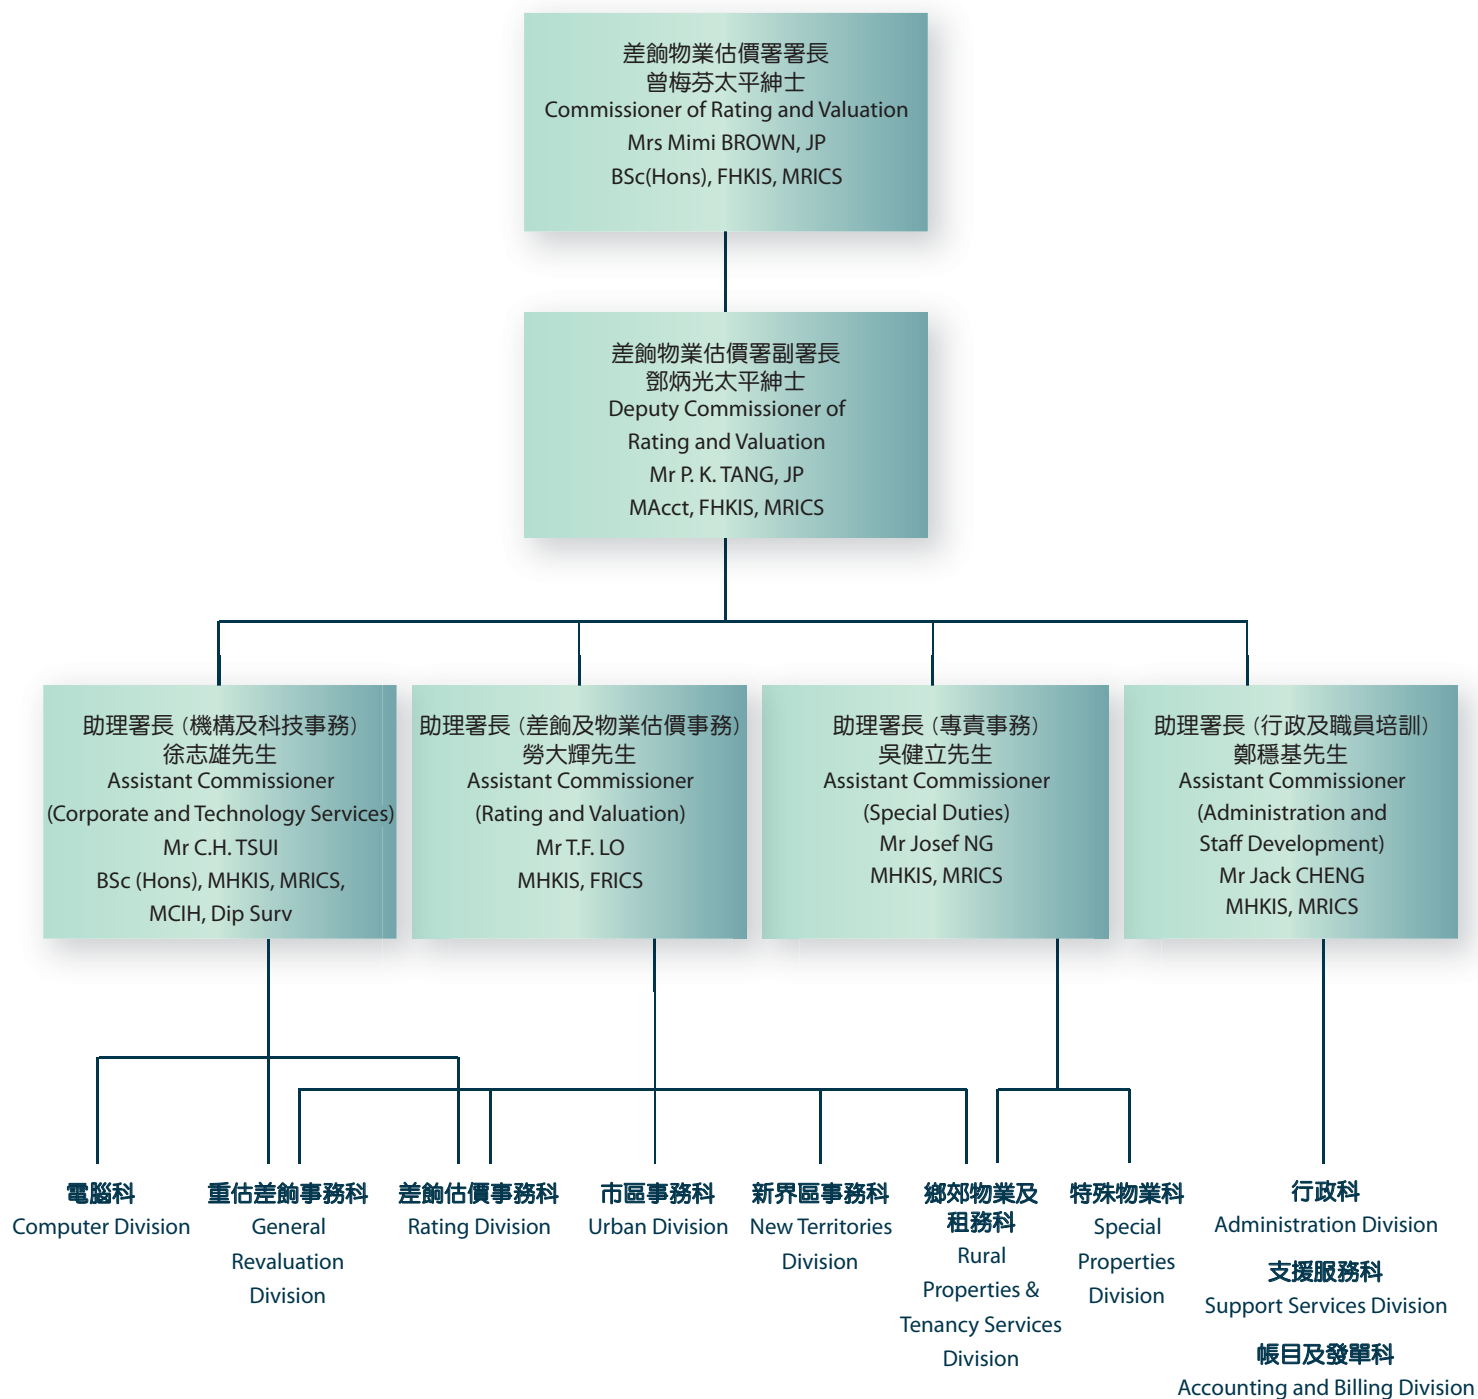 差餉物業估價署署長
曾梅芬太平紳士
Commissioner of Rating and Valuation
Mrs Mimi BROWN, JP
BSc(Hons), FHKIS, MRICS
差餉物業估價署副署長
鄧炳光太平紳士
Deputy Commissioner of
Rating and Valuation
Mr P. K. TANG, JP
MAcct, FHKIS, MRICS
助理署長 (機構及科技事務)
徐志雄先生
Assistant Commissioner
(Corporate and Technology Services)
Mr C.H. TSUI
BSc (Hons), MHKIS, MRICS,
MCIH, Dip Surv
助理署長 (差餉及物業估價事務)
勞大輝先生
Assistant Commissioner
(Rating and Valuation)
Mr T.F. LO
MHKIS, FRICS
助理署長 (專責事務)
吳健立先生
Assistant Commissioner
(Special Duties)
Mr Josef NG
MHKIS, MRICS
助理署長 (行政及職員培訓)
鄭穩基先生
Assistant Commissioner
(Administration and
Staff Development)
Mr Jack CHENG
MHKIS, MRICS
電腦科
Computer Division
重估差餉事務科
General
Revaluation
Division
差餉估價事務科
Rating Division
市區事務科
Urban Division
新界區事務科
New Territories
Division
鄉郊物業及
租務科
Rural
Properties &
Tenancy Services
Division
特殊物業科
Special
Properties
Division
行政科
Administration Division
支援服務科
Support Services Division
帳目及發單科
Accounting and Billing Division